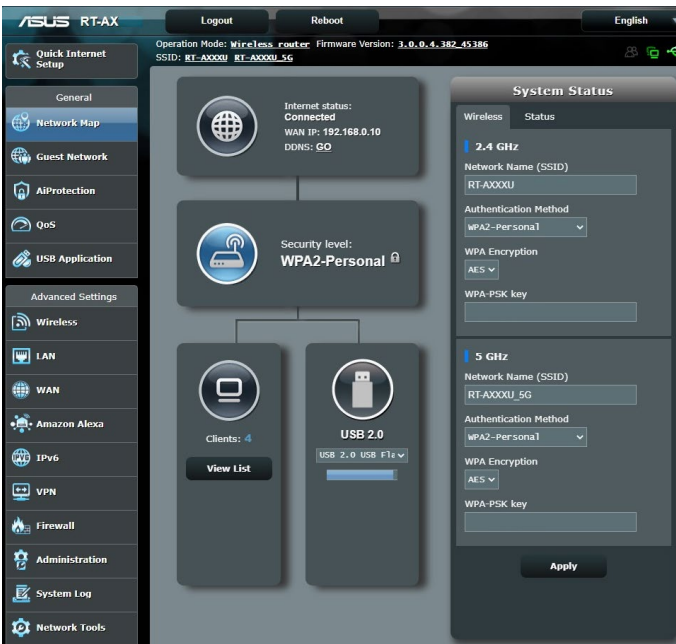 ASUS RT-AX
Logout
Reboot
English
Operation Mode: Wireless router Firmware Version: 3.0.0.4.382_45386
SSID: RT-AXXXU RT-AXXXU_5G
Quick Internet
Setup
General
Network Map
Guest Network
AiProtection
QoS
USB Application
Advanced Settings
Wireless
LAN
WAN
Amazon Alexa
IPv6
VPN
Firewall
Administration
System Log
Network Tools
Internet status:
Connected
WAN IP: 192.168.0.10
DDNS: GO
Security level:
WPA2-Personal
Clients: 4
View List
USB 2.0
USB 2.0 USB Fla
System Status
Wireless
Status
2.4 GHz
Network Name (SSID)
RT-AXXXU
Authentication Method
WPA2-Personal
WPA Encryption
AES
WPA-PSK key
5 GHz
Network Name (SSID)
RT-AXXXU_5G
Authentication Method
WPA2-Personal
WPA Encryption
AES
WPA-PSK key
Apply